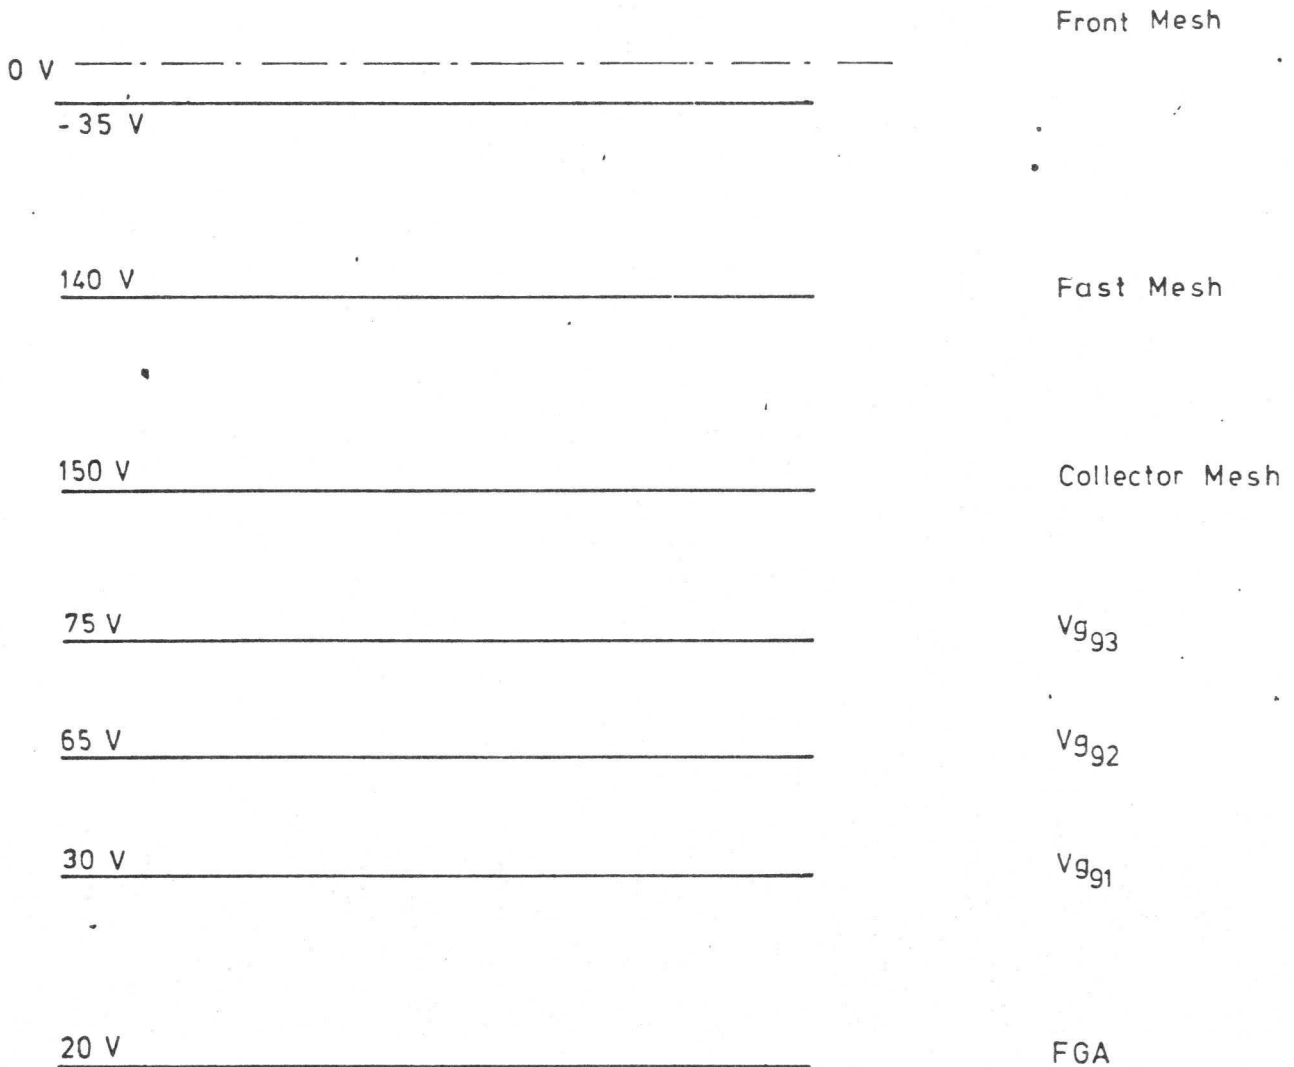 Front Mesh
0 V
-35 V
140 V Fast Mesh
150 V Collector Mesh
75 V Vg93
65 V Vg92
30 V Vg91
20 V FGA